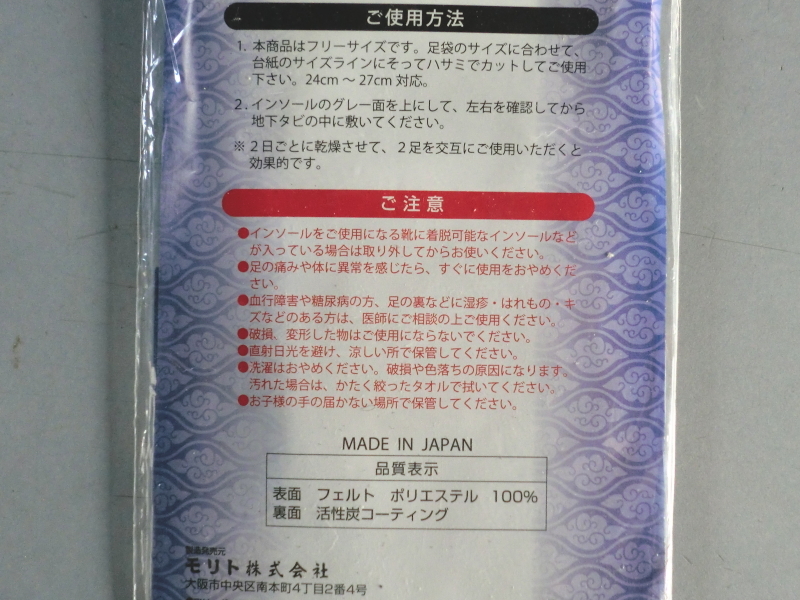 ご使用方法
1. 本商品はフリーサイズです。足袋のサイズに合わせて、
台紙のサイズラインにそってハサミでカットしてご使用
下さい。24cm ～ 27cm 対応。
2. インソールのグレー面を上にして、左右を確認してから
地下タビの中に敷いてください。
※ 2日ごとに乾燥させて、2足を交互にご使用いただくと
効果的です。
ご注意
●インソールをご使用になる靴に着脱可能なインソールなど
が入っている場合は取り外してからお使いください。
●足の痛みや体に異常を感じたら、すぐに使用をおやめくだ
さい。
●血行障害や糖尿病の方、足の裏などに湿疹・はれもの・キ
ズなどのある方は、医師にご相談の上ご使用ください。
●破損、変形した物はご使用にならないでください。
●直射日光を避け、涼しい所で保管してください。
●洗濯はおやめください。破損や色落ちの原因になります。
汚れた場合は、かたく絞ったタオルで拭いてください。
●お子様の手の届かない場所で保管してください。
MADE IN JAPAN
品質表示
表面 フェルト ポリエステル 100%
裏面 活性炭コーティング
製造発売元
モリト株式会社
大阪市中央区南本町4丁目2番4号